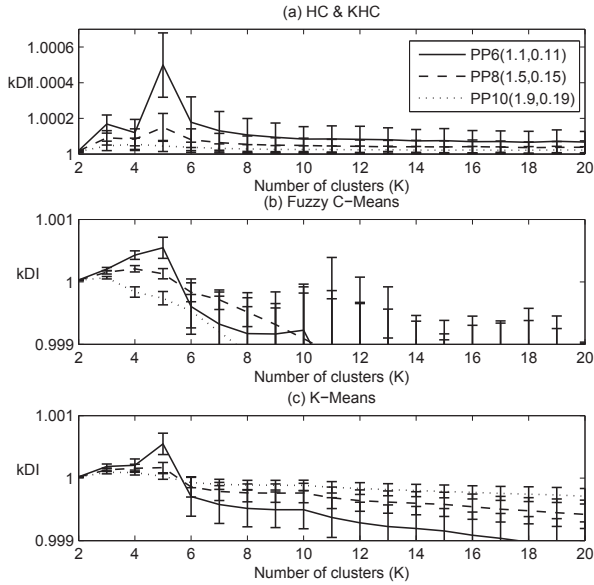 (a) HC & KHC
1.0006
1.0004
1.0002
1
kDI
PP6(1.1,0.11)
PP8(1.5,0.15)
PP10(1.9,0.19)
2 4 6 8 10 12 14 16 18 20
Number of clusters (K)
(b) Fuzzy C−Means
1.001
1
0.999
kDI
2 4 6 8 10 12 14 16 18 20
Number of clusters (K)
(c) K−Means
1.001
1
0.999
kDI
2 4 6 8 10 12 14 16 18 20
Number of clusters (K)